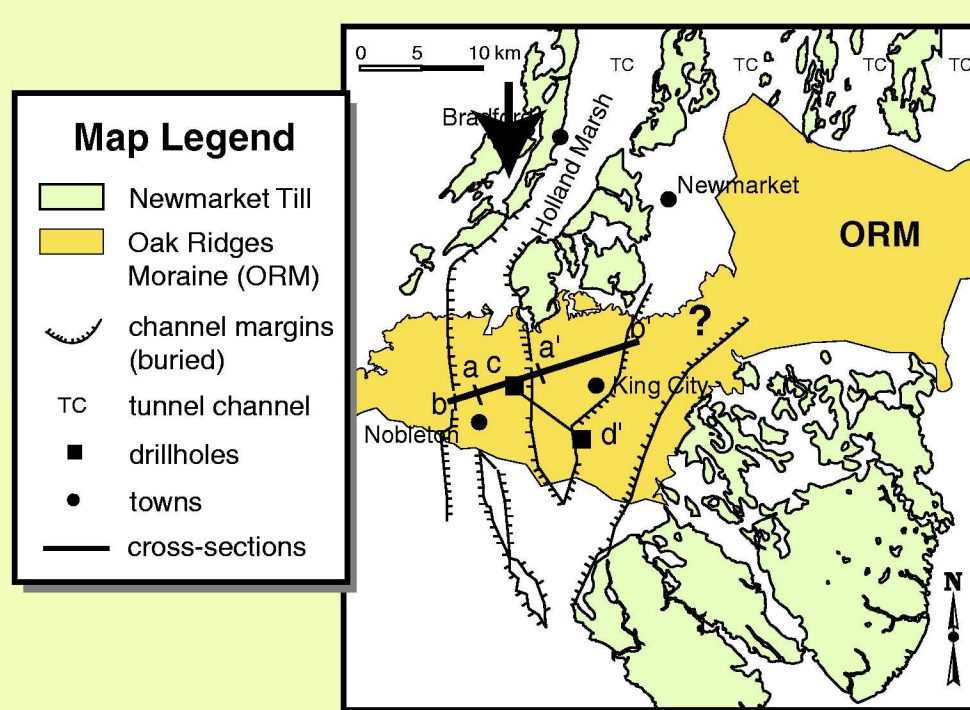 Map Legend
Newmarket Till
Oak Ridges
Moraine (ORM)
channel margins
(buried)
TC
tunnel channel
drillholes
towns
cross-sections
0 5 10 km
TC
TC
TC
TC
Bradford
Holland Marsh
Newmarket
ORM
?
b'
a'
a c
b
King City
Nobleton
d'
N